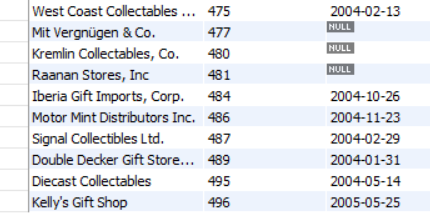 West Coast Collectables ... 475 2004-02-13
Mit Vergnügen & Co. 477 NULL
Kremlin Collectables, Co. 480 NULL
Raanan Stores, Inc 481 NULL
Iberia Gift Imports, Corp. 484 2004-10-26
Motor Mint Distributors Inc. 486 2004-11-23
Signal Collectibles Ltd. 487 2004-02-29
Double Decker Gift Store... 489 2004-01-31
Diecast Collectables 495 2004-05-14
Kelly's Gift Shop 496 2005-05-25